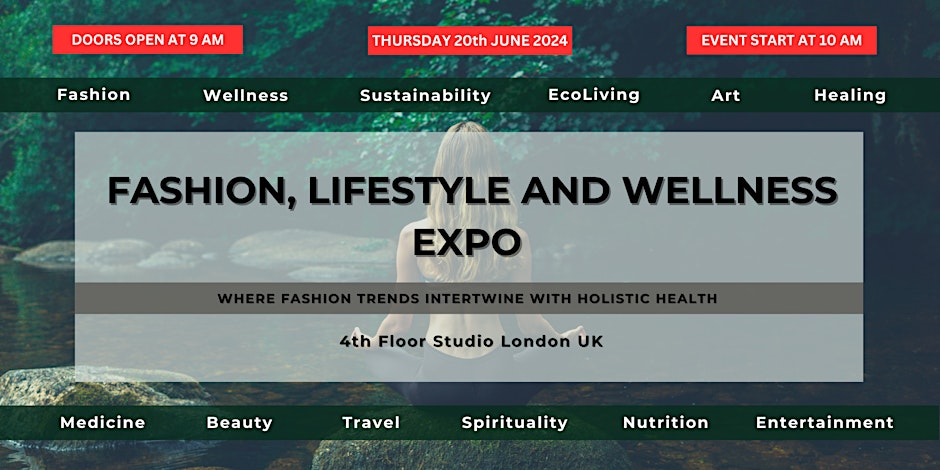 DOORS OPEN AT 9 AM
THURSDAY 20th JUNE 2024
EVENT START AT 10 AM
Fashion Wellness Sustainability EcoLiving Art Healing
FASHION, LIFESTYLE AND WELLNESS
EXPO
WHERE FASHION TRENDS INTERTWINE WITH HOLISTIC HEALTH
4th Floor Studio London UK
Medicine Beauty Travel Spirituality Nutrition Entertainment